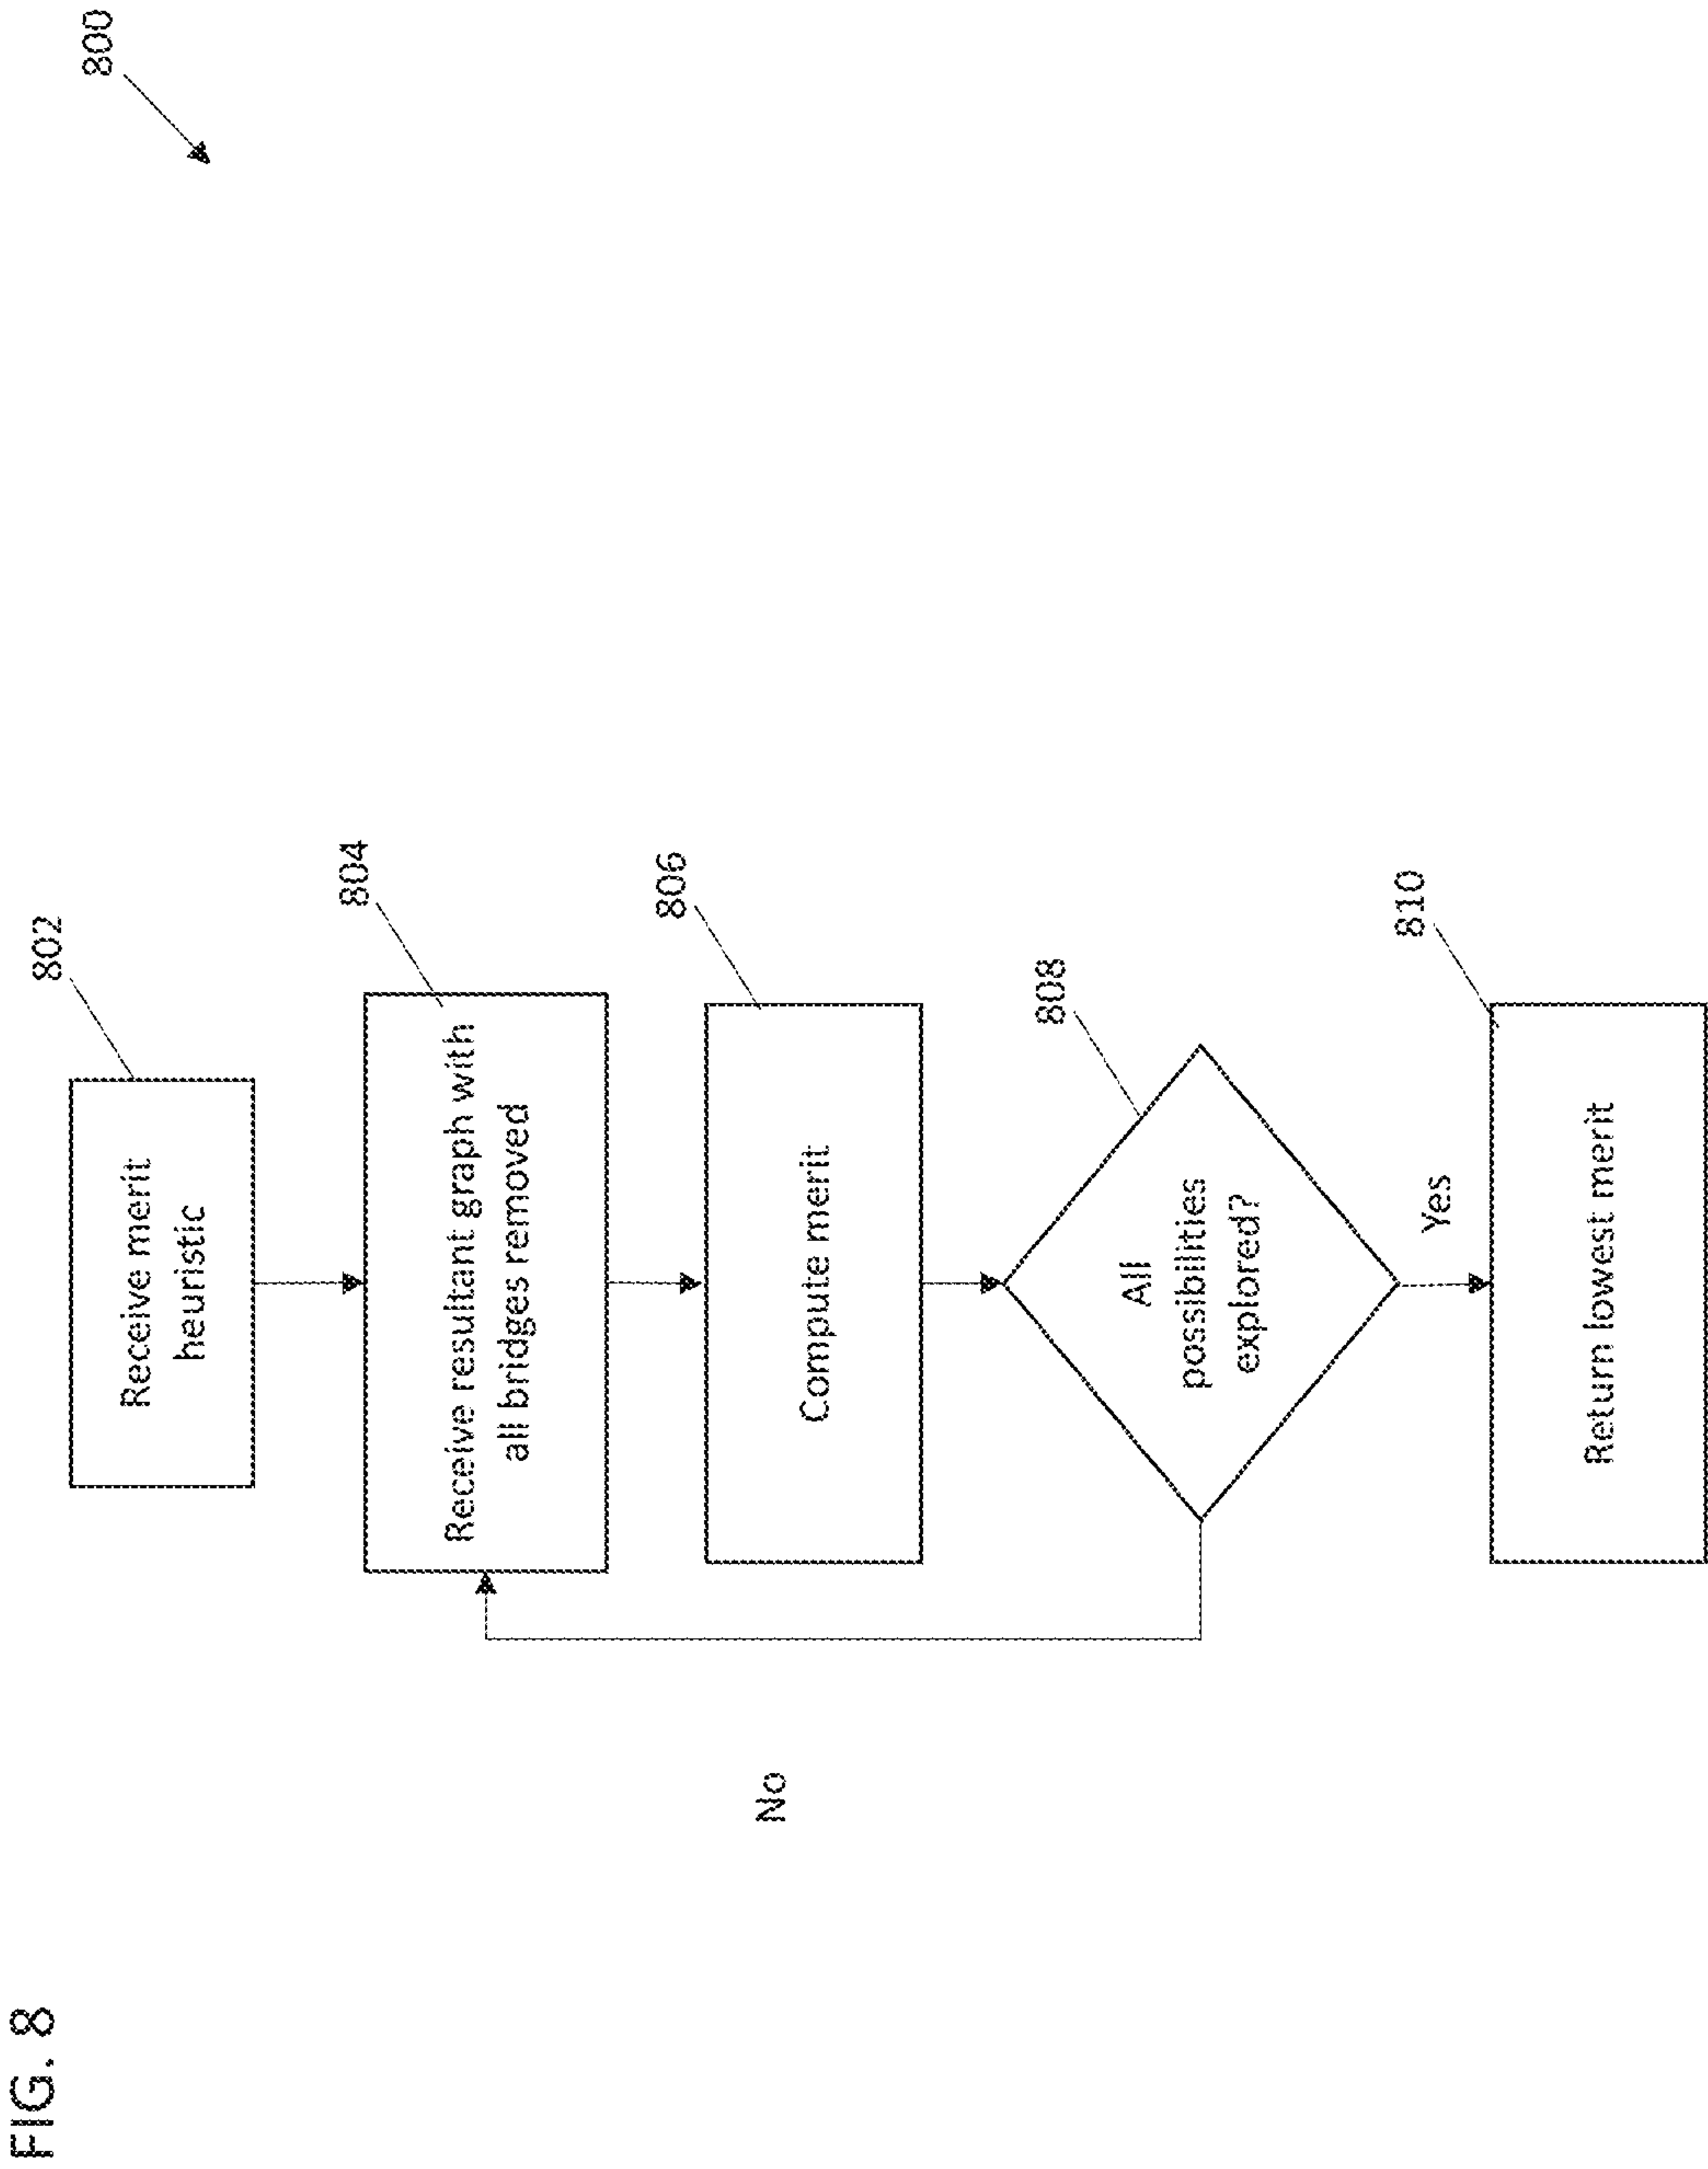 FIG. 8
800
802
Receive merit
heuristic
804
Receive resultant graph with
all bridges removed
806
Compute merit
No
808
All
possibilities
explored?
Yes
810
Return lowest merit